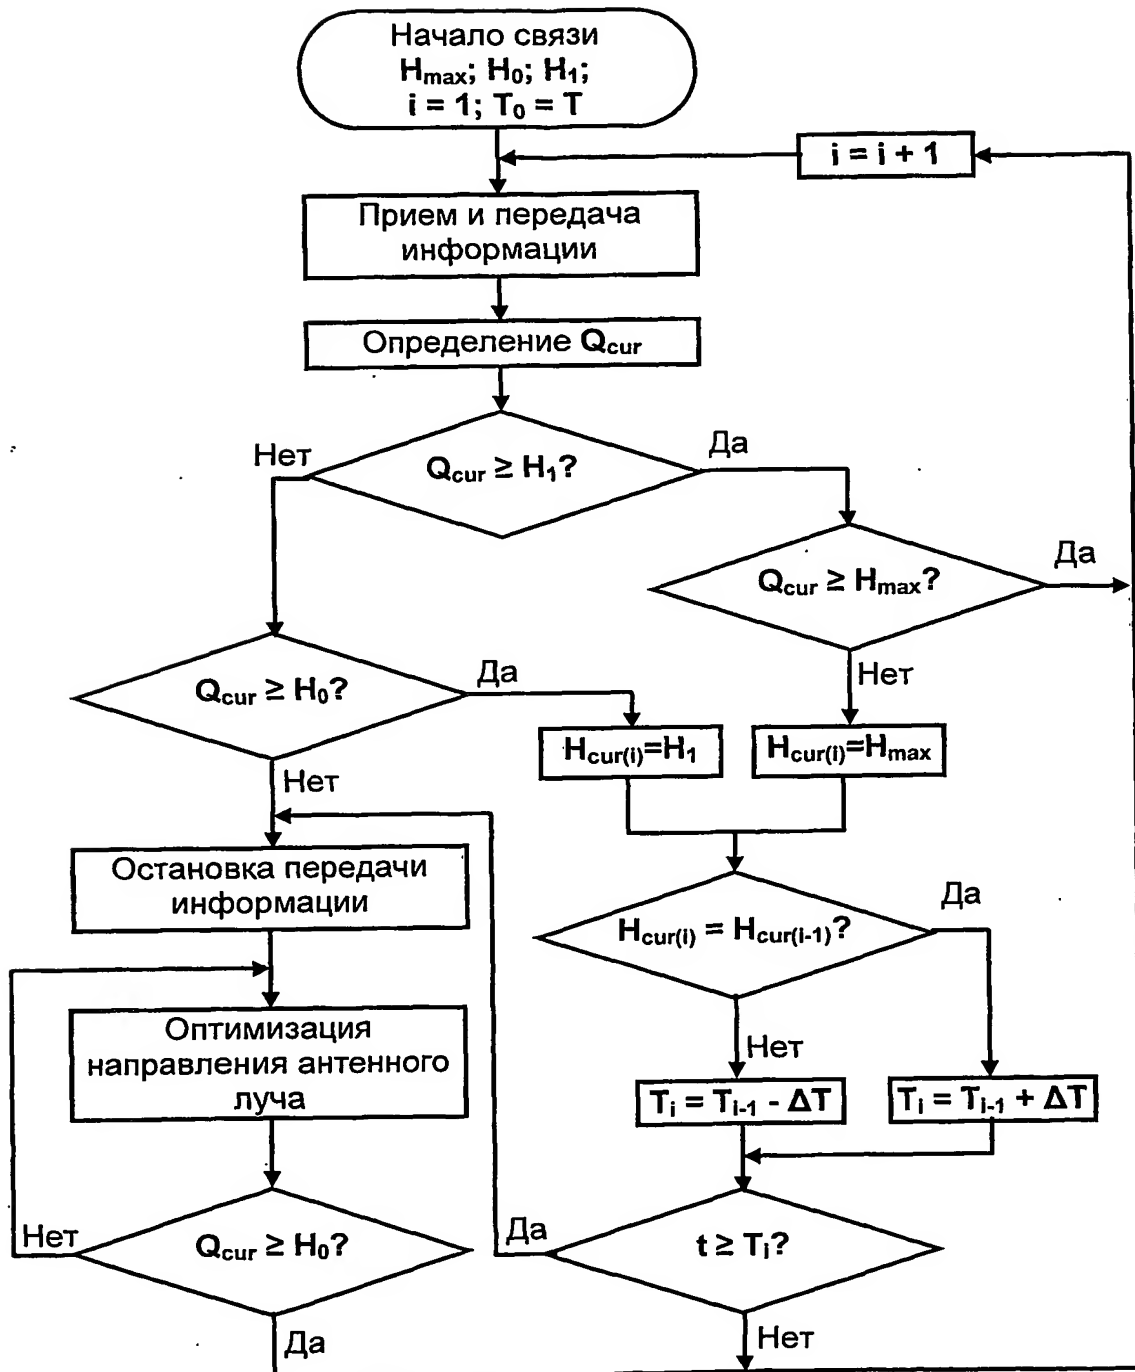 Начало связи
Hmax; H0; H1;
i = 1; T0 = T
i = i + 1
Прием и передача
информации
Определение Qcur
Нет
Qcur ≥ H1?
Да
Qcur ≥ Hmax?
Да
Нет
Qcur ≥ H0?
Да
Нет
Hcur(i)=H1
Hcur(i)=Hmax
Остановка передачи
информации
Hcur(i) = Hcur(i-1)?
Да
Нет
Оптимизация
направления антенного
луча
Ti = Ti-1 - ΔT
Ti = Ti-1 + ΔT
Нет
Qcur ≥ H0?
Да
Да
t ≥ Ti?
Нет